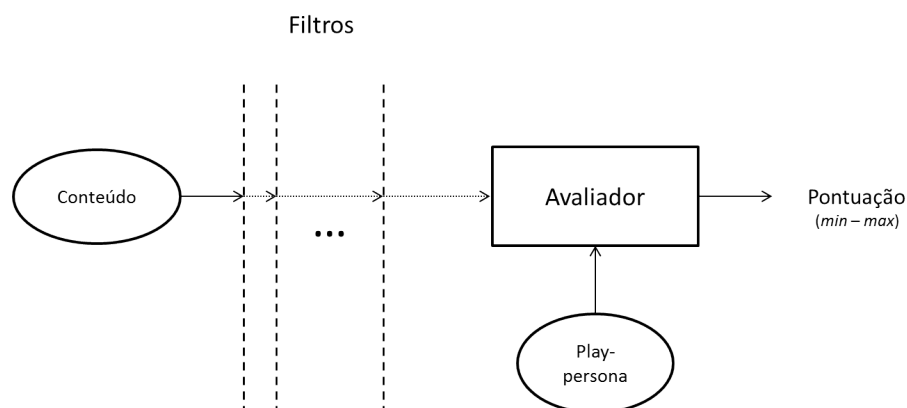 Filtros
Conteúdo
...
Avaliador
Pontuação
(min – max)
Play-
persona